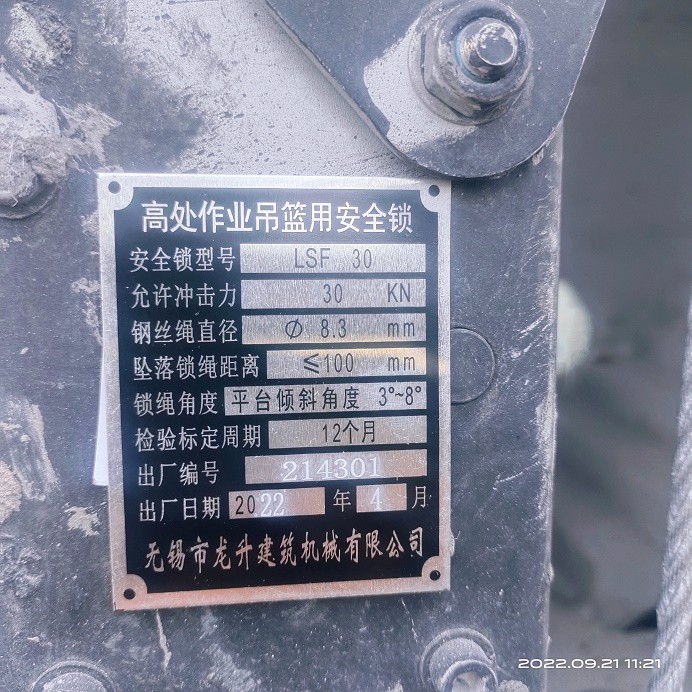 高处作业吊篮用安全锁
安全锁型号 LSF 30
允许冲击力 30 KN
钢丝绳直径 Ø 8.3 mm
坠落锁绳距离 ≤100 mm
锁绳角度 平台倾斜角度 3°~8°
检验标定周期 12个月
出厂编号 214301
出厂日期 2022 年 4 月
无锡市龙升建筑机械有限公司
2022.09.21 11:21